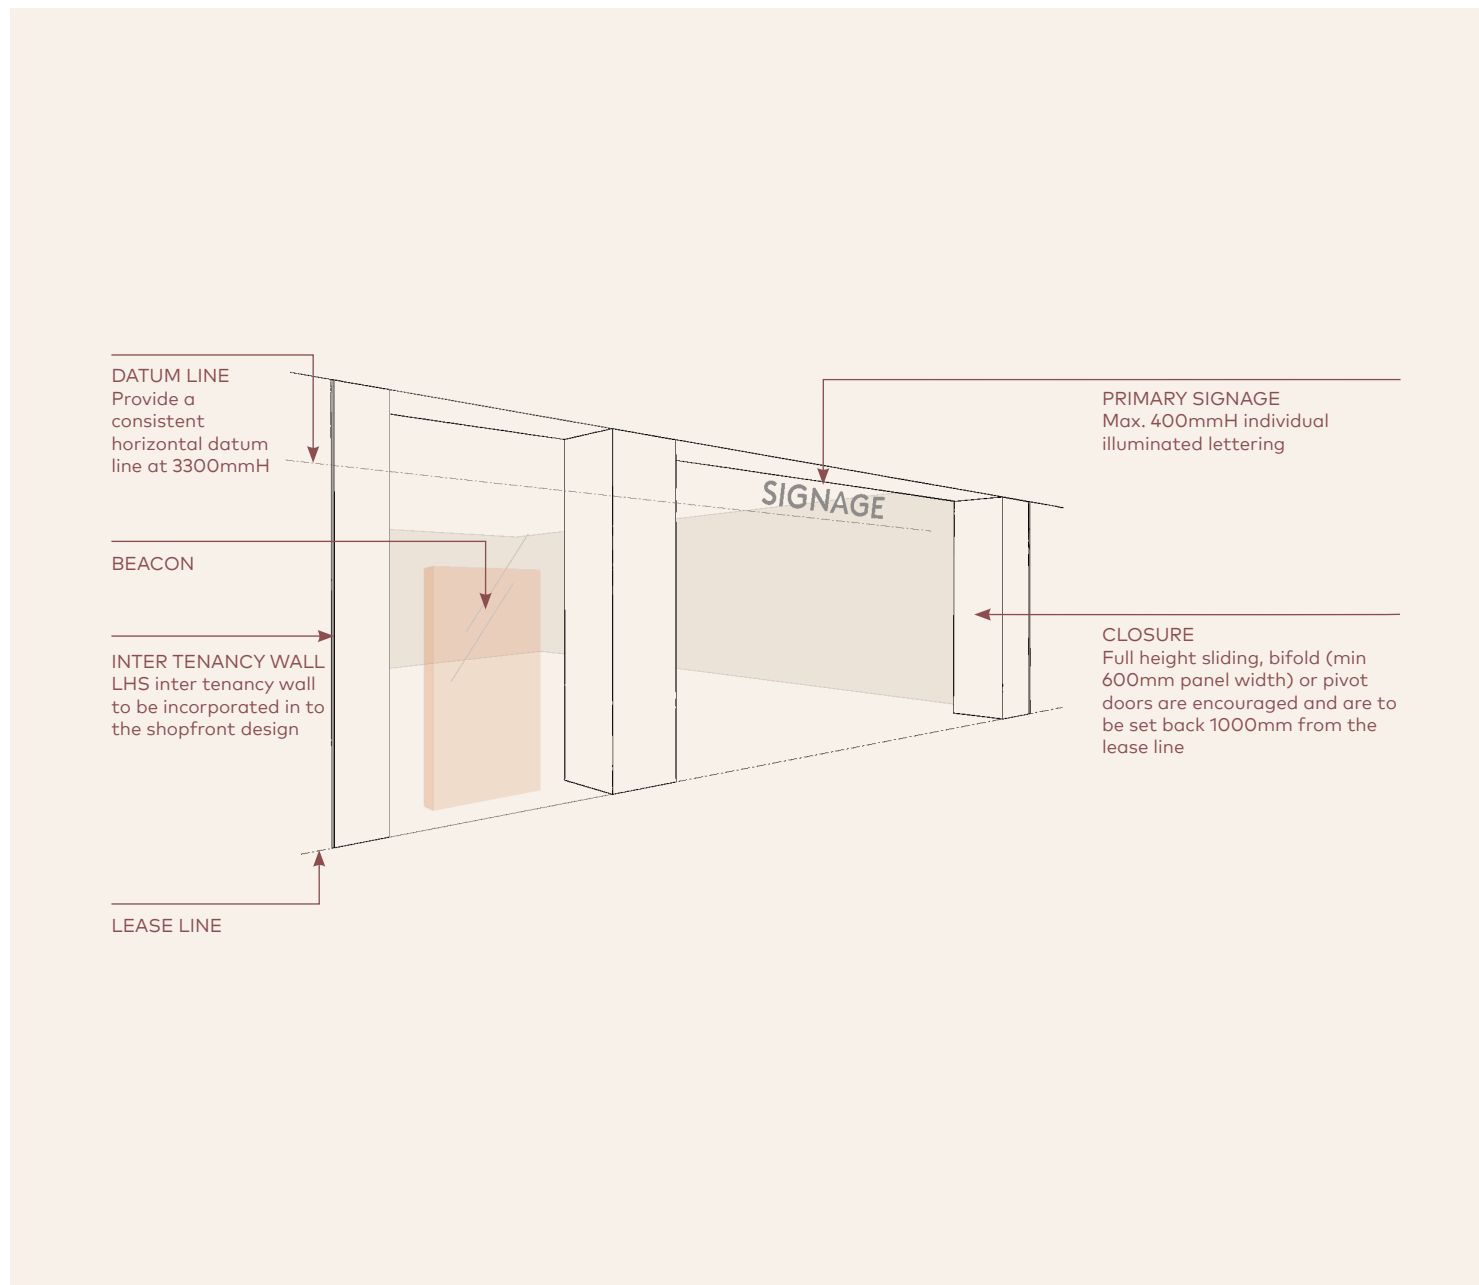 DATUM LINE
Provide a
consistent
horizontal datum
line at 3300mmH
BEACON
INTER TENANCY WALL
LHS inter tenancy wall
to be incorporated in to
the shopfront design
LEASE LINE
SIGNAGE
PRIMARY SIGNAGE
Max. 400mmH individual
illuminated lettering
CLOSURE
Full height sliding, bifold (min
600mm panel width) or pivot
doors are encouraged and are to
be set back 1000mm from the
lease line